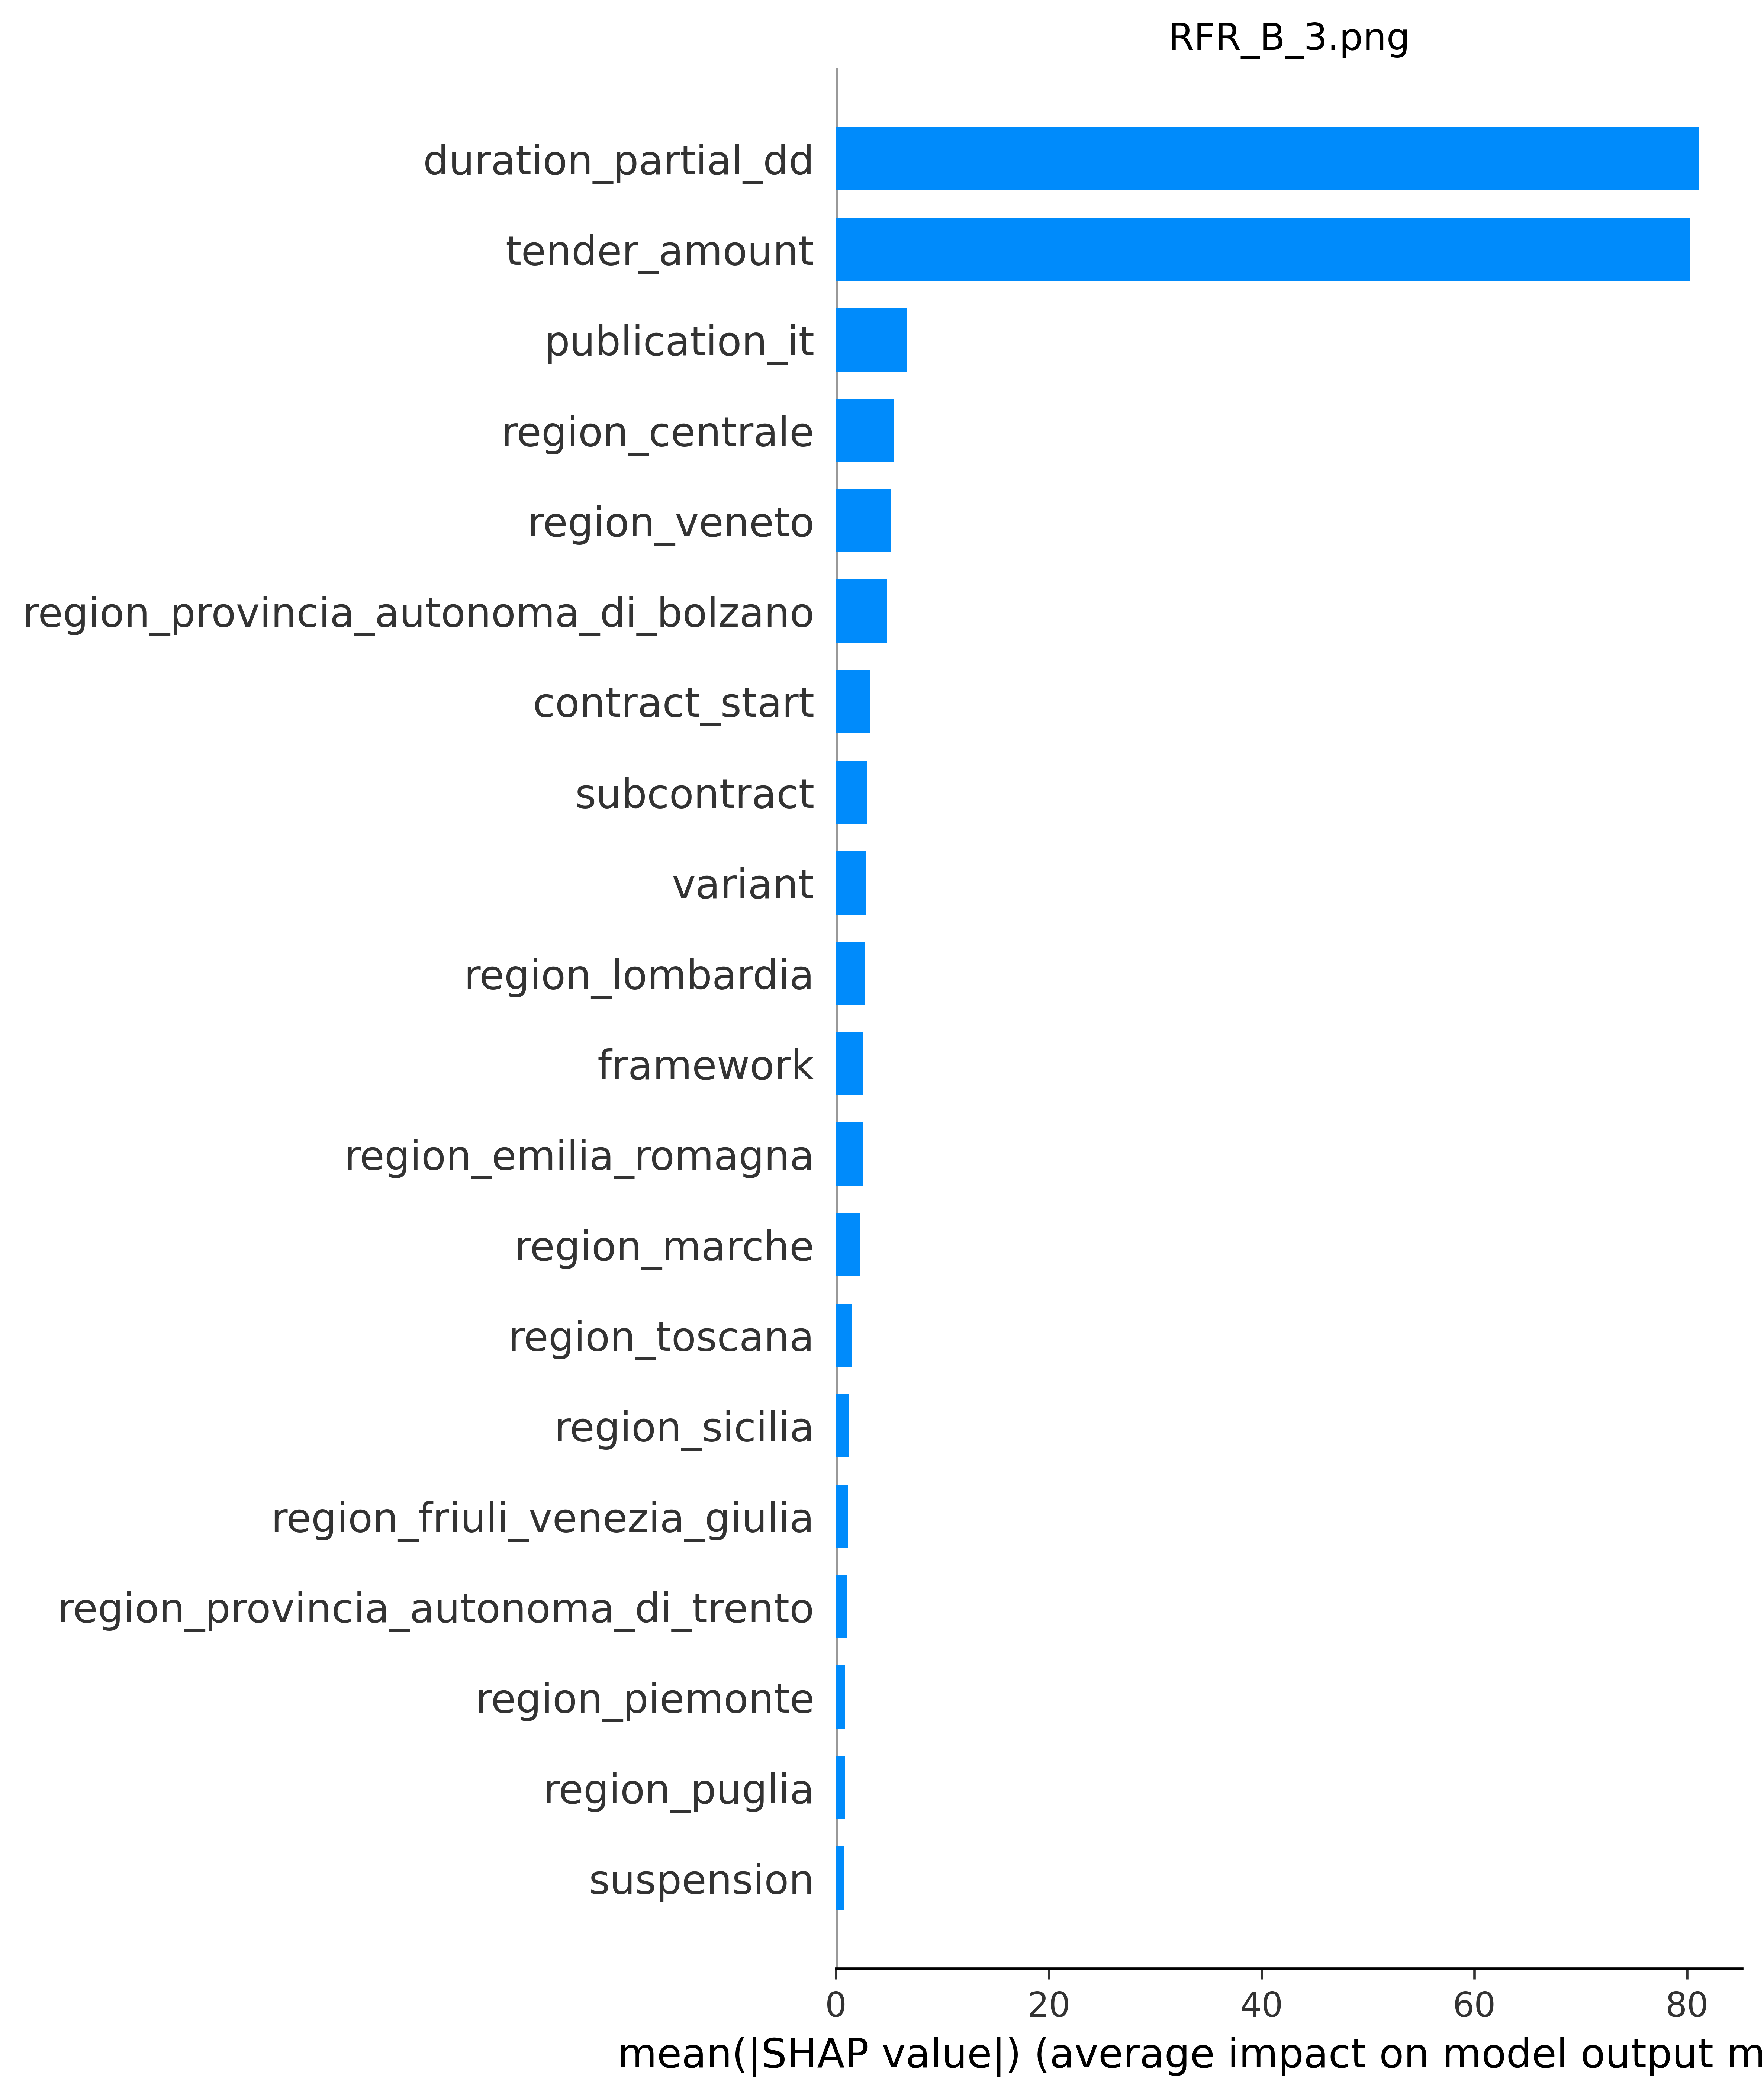 RFR_B_3.png
duration_partial_dd
tender_amount
publication_it
region_centrale
region_veneto
region_provincia_autonoma_di_bolzano
contract_start
subcontract
variant
region_lombardia
framework
region_emilia_romagna
region_marche
region_toscana
region_sicilia
region_friuli_venezia_giulia
region_provincia_autonoma_di_trento
region_piemonte
region_puglia
suspension
0 20 40 60 80
mean(|SHAP value|) (average impact on model output m